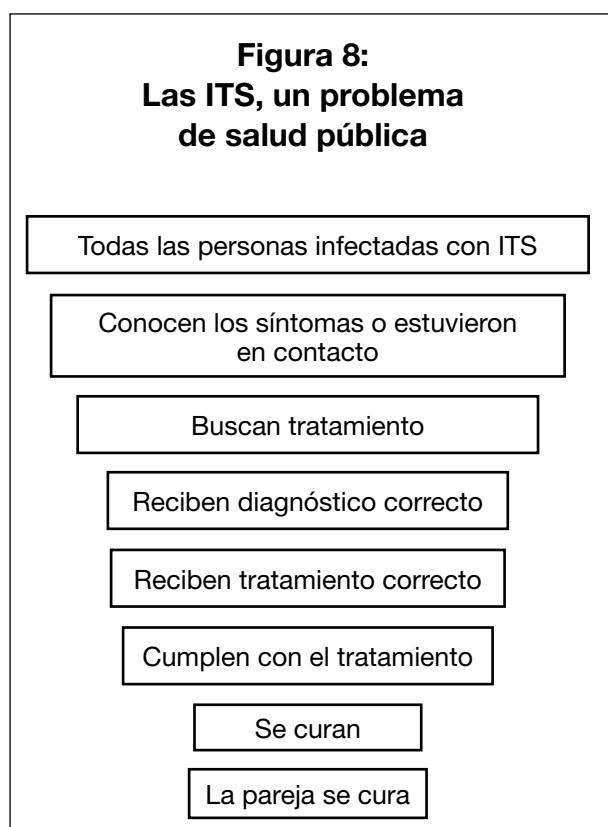 Figura 8:
Las ITS, un problema
de salud pública
Todas las personas infectadas con ITS
Conocen los síntomas o estuvieron
en contacto
Buscan tratamiento
Reciben diagnóstico correcto
Reciben tratamiento correcto
Cumplen con el tratamiento
Se curan
La pareja se cura